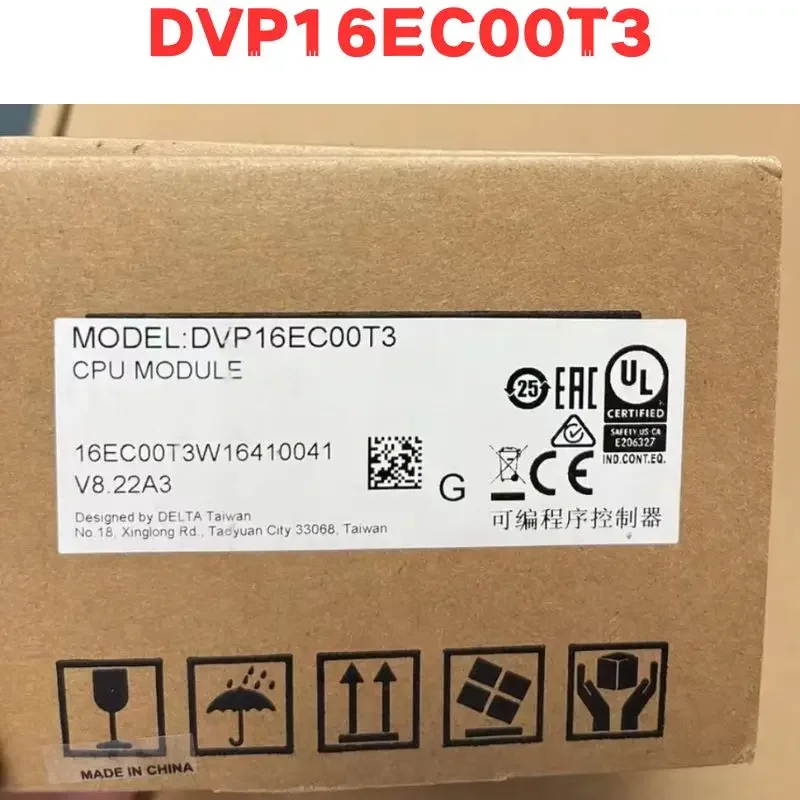 DVP16EC00T3
MODEL:DVP16EC00T3
CPU MODULE
25
EAC
UL
CERTIFIED
SAFETY US-CA
E206327
IND.CONT.EQ.
16EC00T3W16410041
V8.22A3
G
CE
Designed by DELTA Taiwan
No.18, Xinglong Rd., Taoyuan City 33068, Taiwan
可编程序控制器
MADE IN CHINA